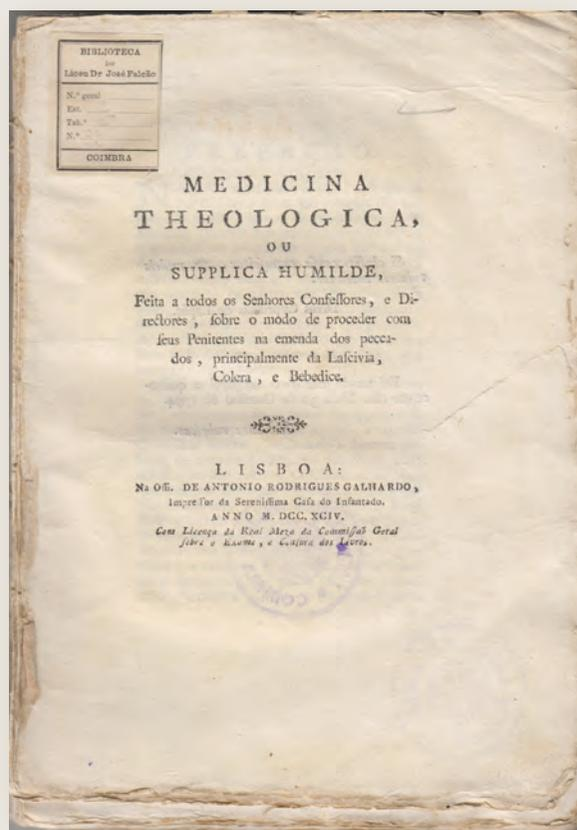 BIBLIOTECA
DO
Liceu Dr José Falcão
N.º geral
Est.
Tab.ª
N.º
COIMBRA
MEDICINA
THEOLOGICA,
OU
SUPPLICA HUMILDE,
Feita a todos os Senhores Confeſſores, e Di-
rectores, ſobre o modo de proceder com
ſeus Penitentes na emenda dos pecca-
dos, principalmente da Laſcivia,
Colera, e Bebedice.
LISBOA:
Na Offi. DE ANTONIO RODRIGUES GALHARDO,
Impreſſor da Sereniſſima Caſa do Infantado.
ANNO M. DCC. XCIV.
Com Licença da Real Meza da Commiſſaõ Geral
ſobre o Exame, e Cenſura dos Livros.